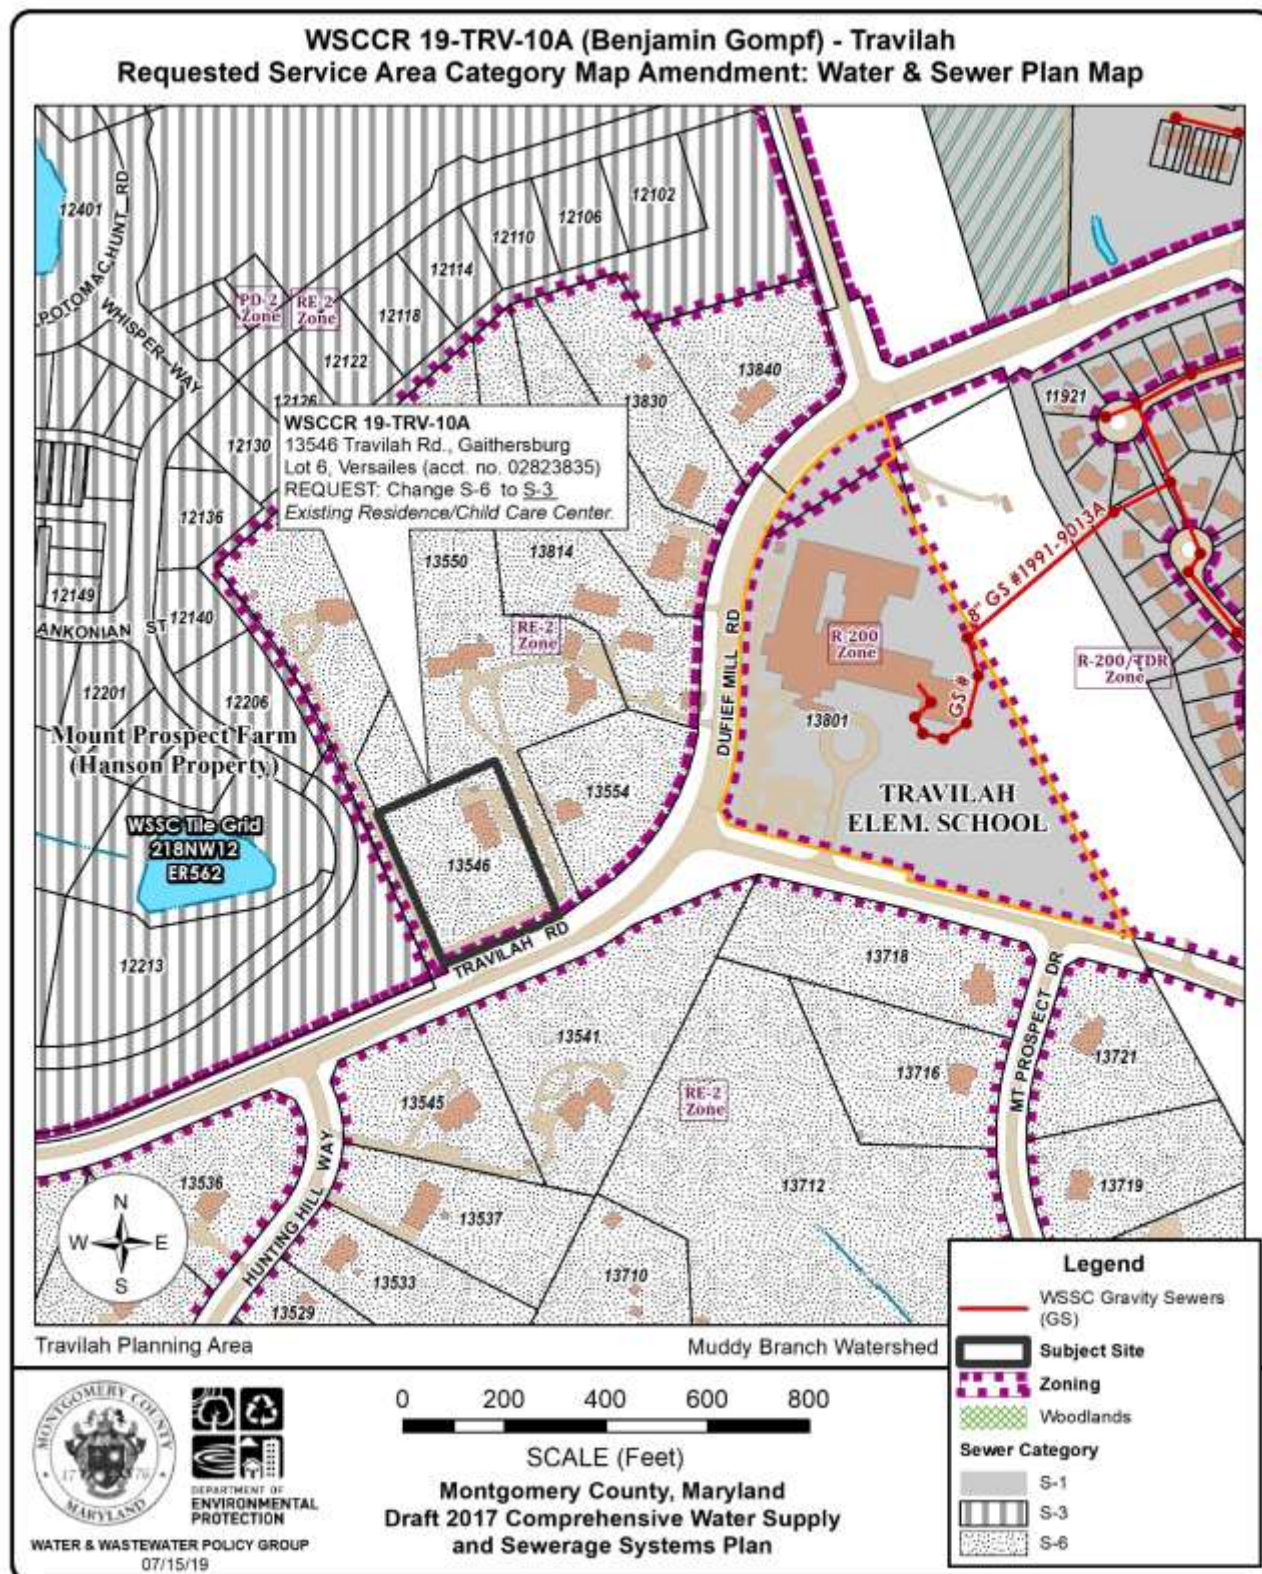 WSCCR 19-TRV-10A (Benjamin Gompf) - Travilah
Requested Service Area Category Map Amendment: Water & Sewer Plan Map
12401
POTOMAC HUNT RD
WHISPER WAY
PD-2
Zone
RE-2
Zone
12102
12106
12110
12114
12118
12122
12126
12130
12136
12140
12149
ANKONIAN ST
12201
12206
12213
Mount Prospect Farm
(Hanson Property)
WSSC Tile Grid
218NW12
ER562
WSCCR 19-TRV-10A
13546 Travilah Rd., Gaithersburg
Lot 6, Versailes (acct. no. 02823835)
REQUEST: Change S-6 to S-3
Existing Residence/Child Care Center.
13840
13830
13814
13550
RE-2
Zone
13554
13546
TRAVILAH RD
DUFIEF MILL RD
R-200
Zone
13801
TRAVILAH
ELEM. SCHOOL
8" GS #1991-9013A
GS #
11921
R-200/TDR
Zone
13718
13716
13712
13721
13719
MT PROSPECT DR
RE-2
Zone
13541
13545
13537
13533
13529
13536
13710
HUNTING HILL WAY
N
W
E
S
Travilah Planning Area
Muddy Branch Watershed
Legend
WSSC Gravity Sewers
(GS)
Subject Site
Zoning
Woodlands
Sewer Category
S-1
S-3
S-6
MONTGOMERY COUNTY
17 76
MARYLAND
DEPARTMENT OF
ENVIRONMENTAL
PROTECTION
WATER & WASTEWATER POLICY GROUP
07/15/19
0 200 400 600 800
SCALE (Feet)
Montgomery County, Maryland
Draft 2017 Comprehensive Water Supply
and Sewerage Systems Plan